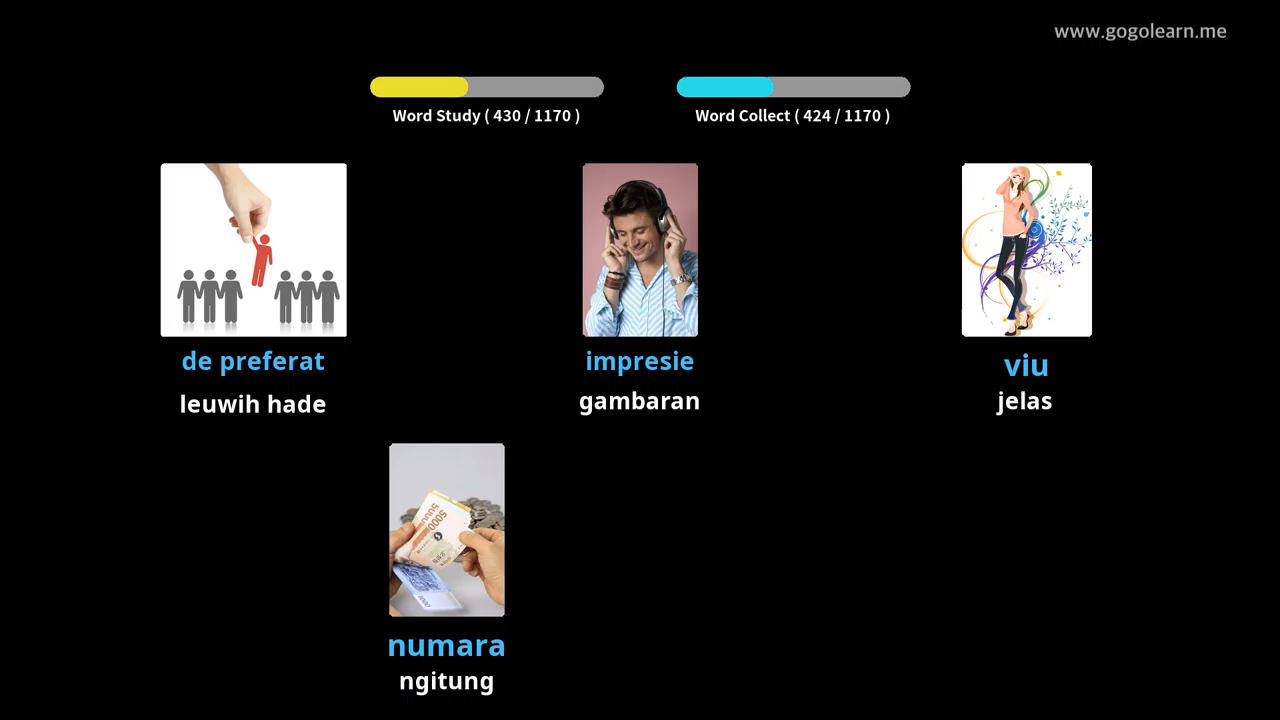 www.gogolearn.me
Word Study ( 430 / 1170 )
Word Collect ( 424 / 1170 )
de preferat
leuwih hade
impresie
gambaran
viu
jelas
5000
numara
ngitung